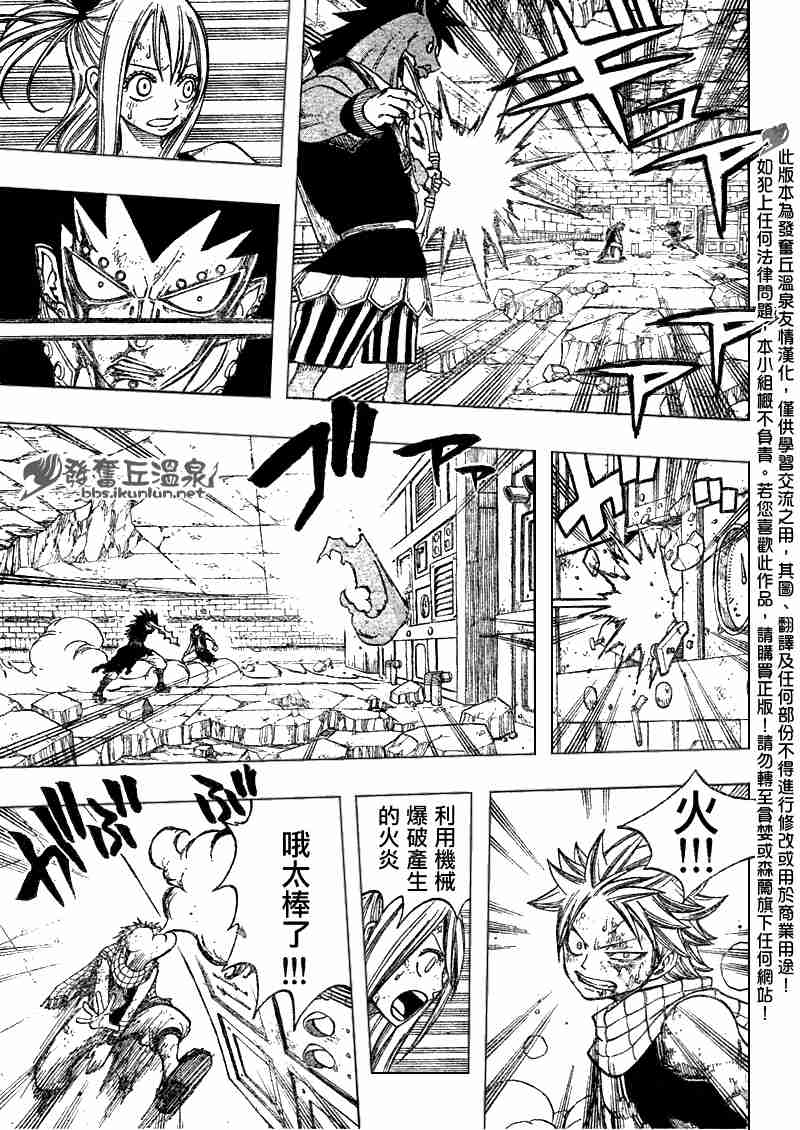 此版本為發奮丘溫泉友情漢化，僅供學習交流之用，其圖、翻譯及任何部份不得進行修改或用於商業用途！
如犯上任何法律問題，本小組概不負責。若您喜歡此作品，請購買正版！請勿轉至貪婪或森蘭旗下任何網站！
ギュア
アア
ガッ
發奮丘溫泉
bbs.ikunlun.net
火!!!
利用機械
爆破產生
的火炎
哦太棒了!!!
がぶ
ぶ